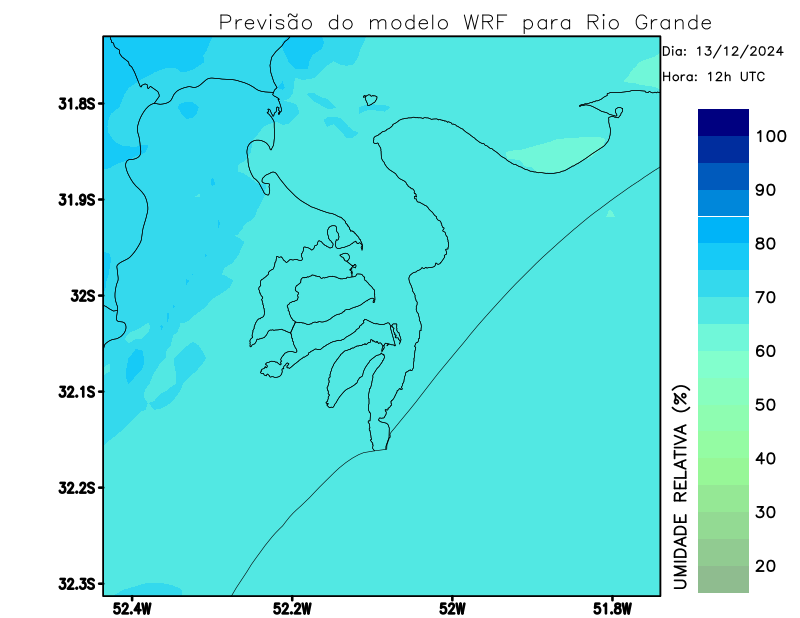 Previsão do modelo WRF para Rio Grande
Dia: 13/12/2024
Hora: 12h UTC
31.8S
31.9S
32S
32.1S
32.2S
32.3S
52.4W
52.2W
52W
51.8W
100
90
80
70
60
50
40
30
20
UMIDADE RELATIVA (%)